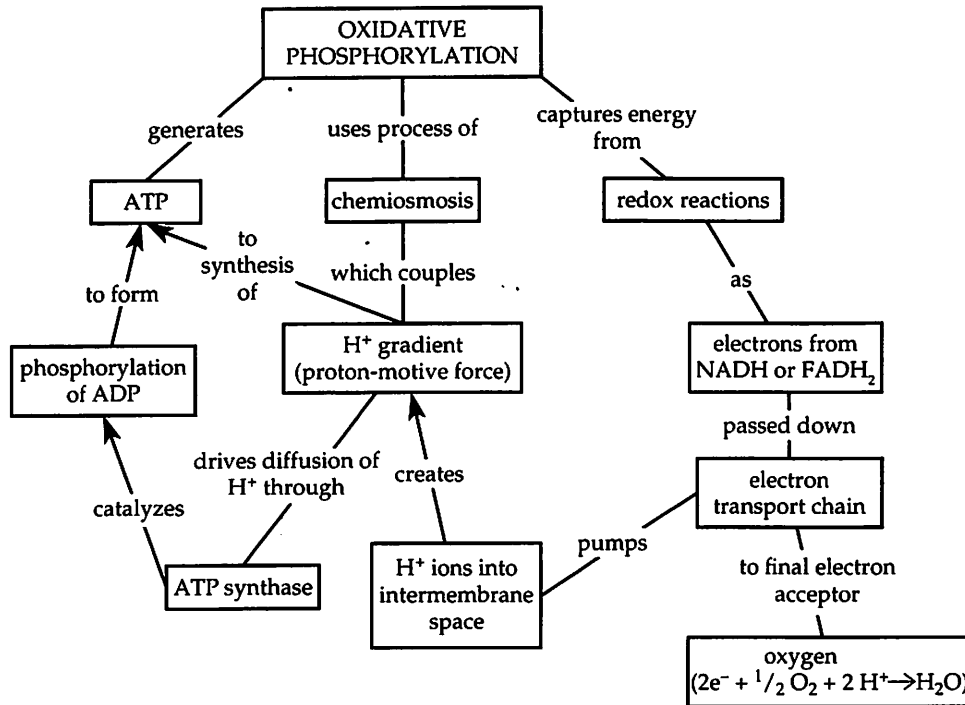 OXIDATIVE
PHOSPHORYLATION
generates
uses process of
captures energy
from
ATP
chemiosmosis
redox reactions
to
synthesis
of
which couples
as
to form
H⁺ gradient
(proton-motive force)
electrons from
NADH or FADH₂
phosphorylation
of ADP
passed down
drives diffusion of
H⁺ through
creates
electron
transport chain
catalyzes
pumps
ATP synthase
H⁺ ions into
intermembrane
space
to final electron
acceptor
oxygen
(2e⁻ + ¹/₂ O₂ + 2 H⁺→H₂O)